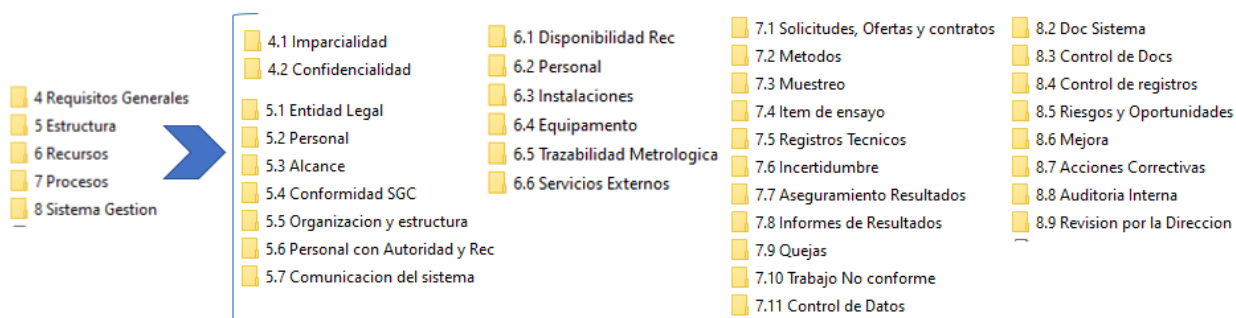 4 Requisitos Generales
5 Estructura
6 Recursos
7 Procesos
8 Sistema Gestion
4.1 Imparcialidad
4.2 Confidencialidad
5.1 Entidad Legal
5.2 Personal
5.3 Alcance
5.4 Conformidad SGC
5.5 Organizacion y estructura
5.6 Personal con Autoridad y Rec
5.7 Comunicacion del sistema
6.1 Disponibilidad Rec
6.2 Personal
6.3 Instalaciones
6.4 Equipamento
6.5 Trazabilidad Metrologica
6.6 Servicios Externos
7.1 Solicitudes, Ofertas y contratos
7.2 Metodos
7.3 Muestreo
7.4 Item de ensayo
7.5 Registros Tecnicos
7.6 Incertidumbre
7.7 Aseguramiento Resultados
7.8 Informes de Resultados
7.9 Quejas
7.10 Trabajo No conforme
7.11 Control de Datos
8.2 Doc Sistema
8.3 Control de Docs
8.4 Control de registros
8.5 Riesgos y Oportunidades
8.6 Mejora
8.7 Acciones Correctivas
8.8 Auditoria Interna
8.9 Revision por la Direccion